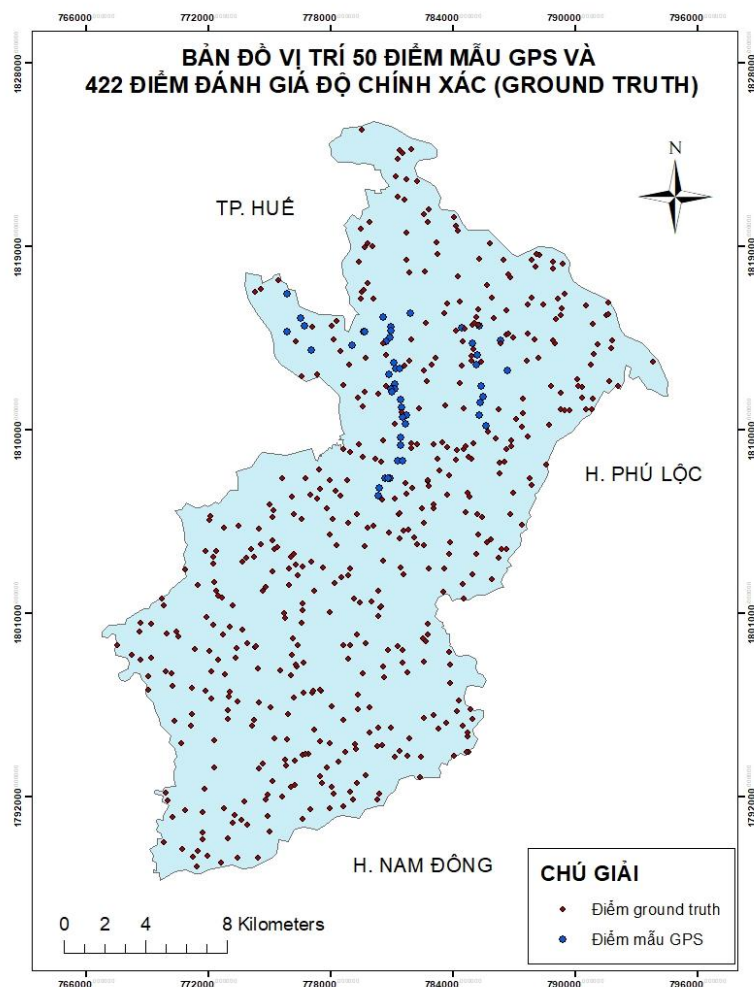 766000 772000 778000 784000 790000 796000
BẢN ĐỒ VỊ TRÍ 50 ĐIỂM MẪU GPS VÀ
422 ĐIỂM ĐÁNH GIÁ ĐỘ CHÍNH XÁC (GROUND TRUTH)
1828000 1828000
N
TP. HUẾ
1819000 1819000
1810000 1810000
H. PHÚ LỘC
1801000 1801000
1792000 1792000
H. NAM ĐÔNG
CHÚ GIẢI
Điểm ground truth
Điểm mẫu GPS
0 2 4 8 Kilometers
766000 772000 778000 784000 790000 796000